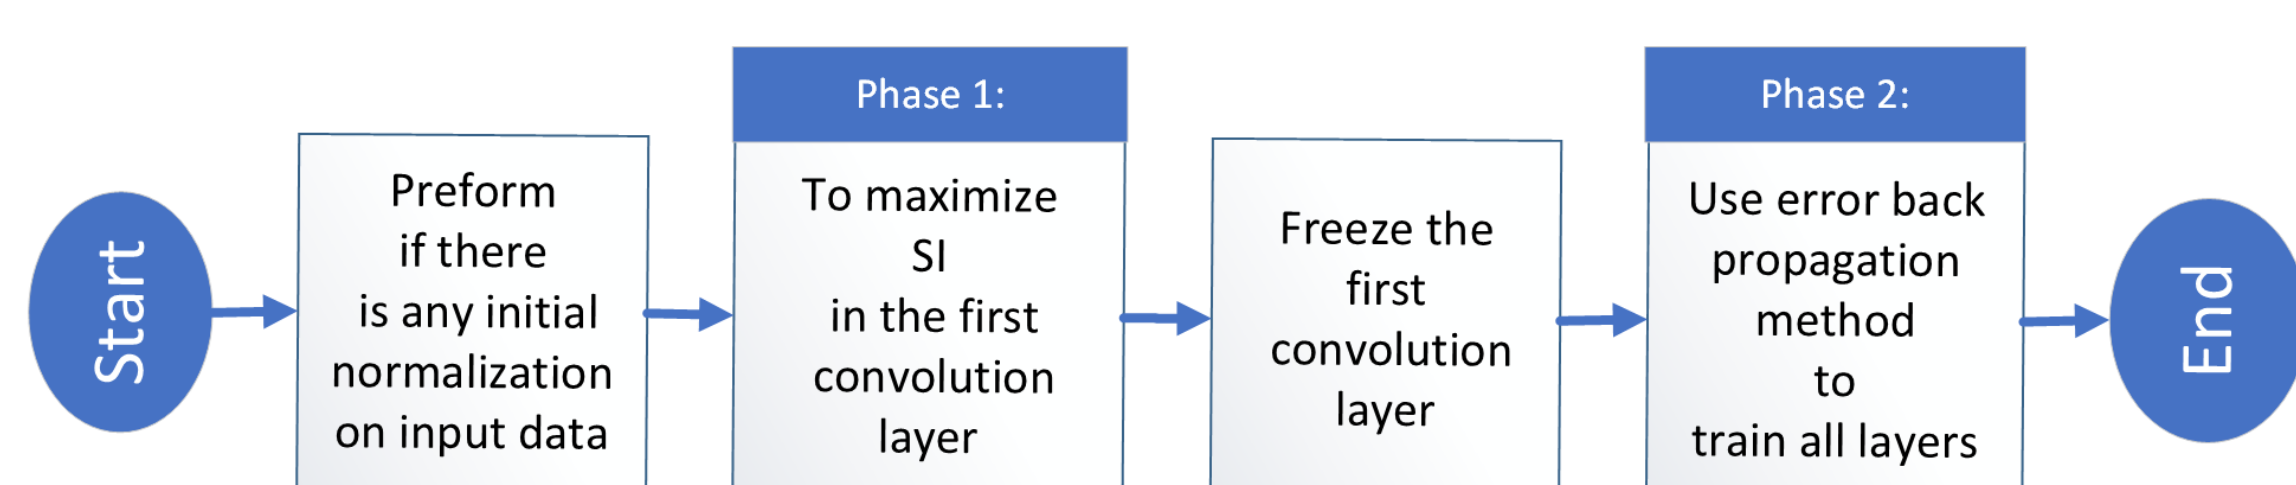 Start
Preform
if there
is any initial
normalization
on input data
Phase 1:
To maximize
SI
in the first
convolution
layer
Freeze the
first
convolution
layer
Phase 2:
Use error back
propagation
method
to
train all layers
End